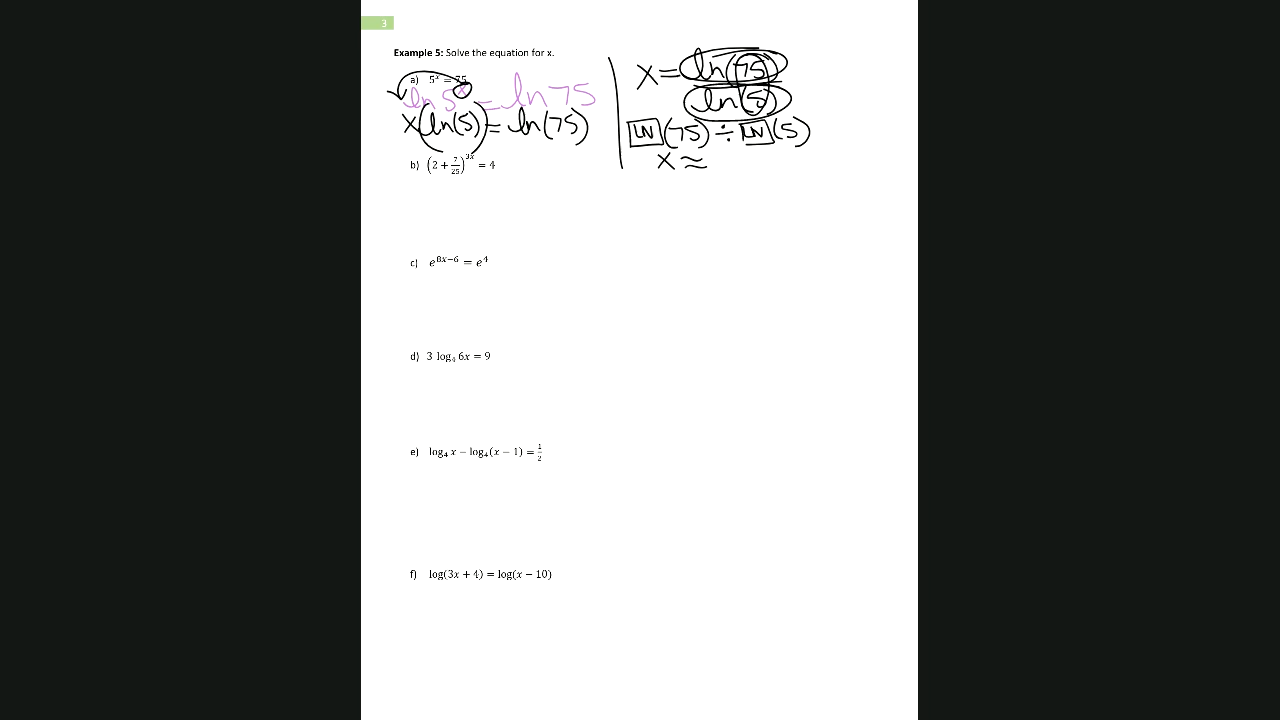 3
Example 5: Solve the equation for x.
a) 5ˣ = 75
ln 5ˣ = ln 75
x(ln(5)) = ln(75)
x = ln(75) / ln(5)
LN (75) ÷ LN (5)
x ≈
b) (2 + 7/25)³ˣ = 4
c) e^(8x−6) = e⁴
d) 3 log₄ 6x = 9
e) log₄ x − log₄(x − 1) = 1/2
f) log(3x + 4) = log(x − 10)